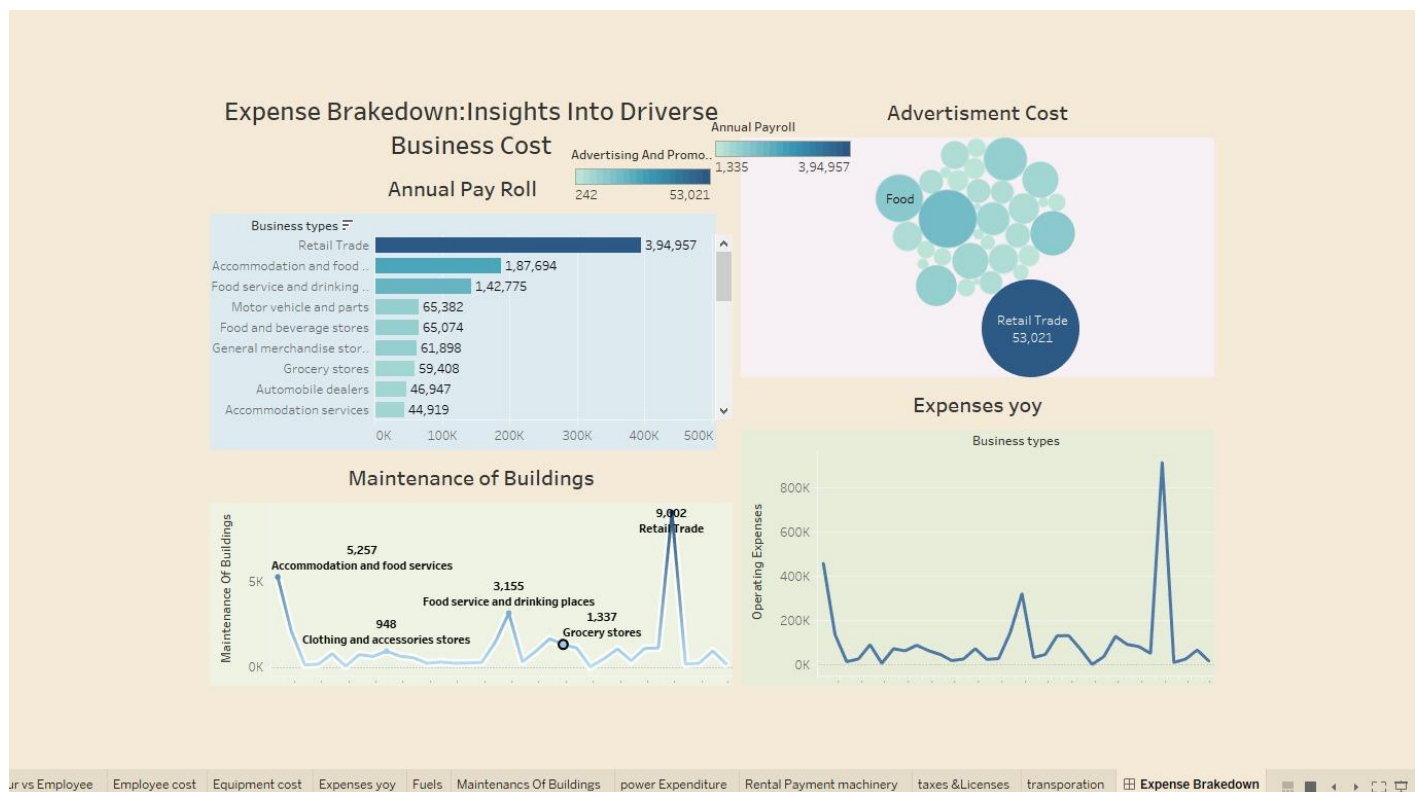 Expense Brakedown:Insights Into Driverse
Business Cost
Annual Payroll
1,335 3,94,957
Advertising And Promo..
242 53,021
Annual Pay Roll
Business types
Retail Trade 3,94,957
Accommodation and food .. 1,87,694
Food service and drinking .. 1,42,775
Motor vehicle and parts 65,382
Food and beverage stores 65,074
General merchandise stor.. 61,898
Grocery stores 59,408
Automobile dealers 46,947
Accommodation services 44,919
0K 100K 200K 300K 400K 500K
Advertisment Cost
Food
Retail Trade
53,021
Maintenance of Buildings
Maintenance Of Buildings
5K
0K
5,257
Accommodation and food services
948
Clothing and accessories stores
3,155
Food service and drinking places
1,337
Grocery stores
9,002
Retail Trade
Expenses yoy
Business types
Operating Expenses
800K
600K
400K
200K
0K
ur vs Employee Employee cost Equipment cost Expenses yoy Fuels Maintenancs Of Buildings power Expenditure Rental Payment machinery taxes &Licenses transporation Expense Brakedown